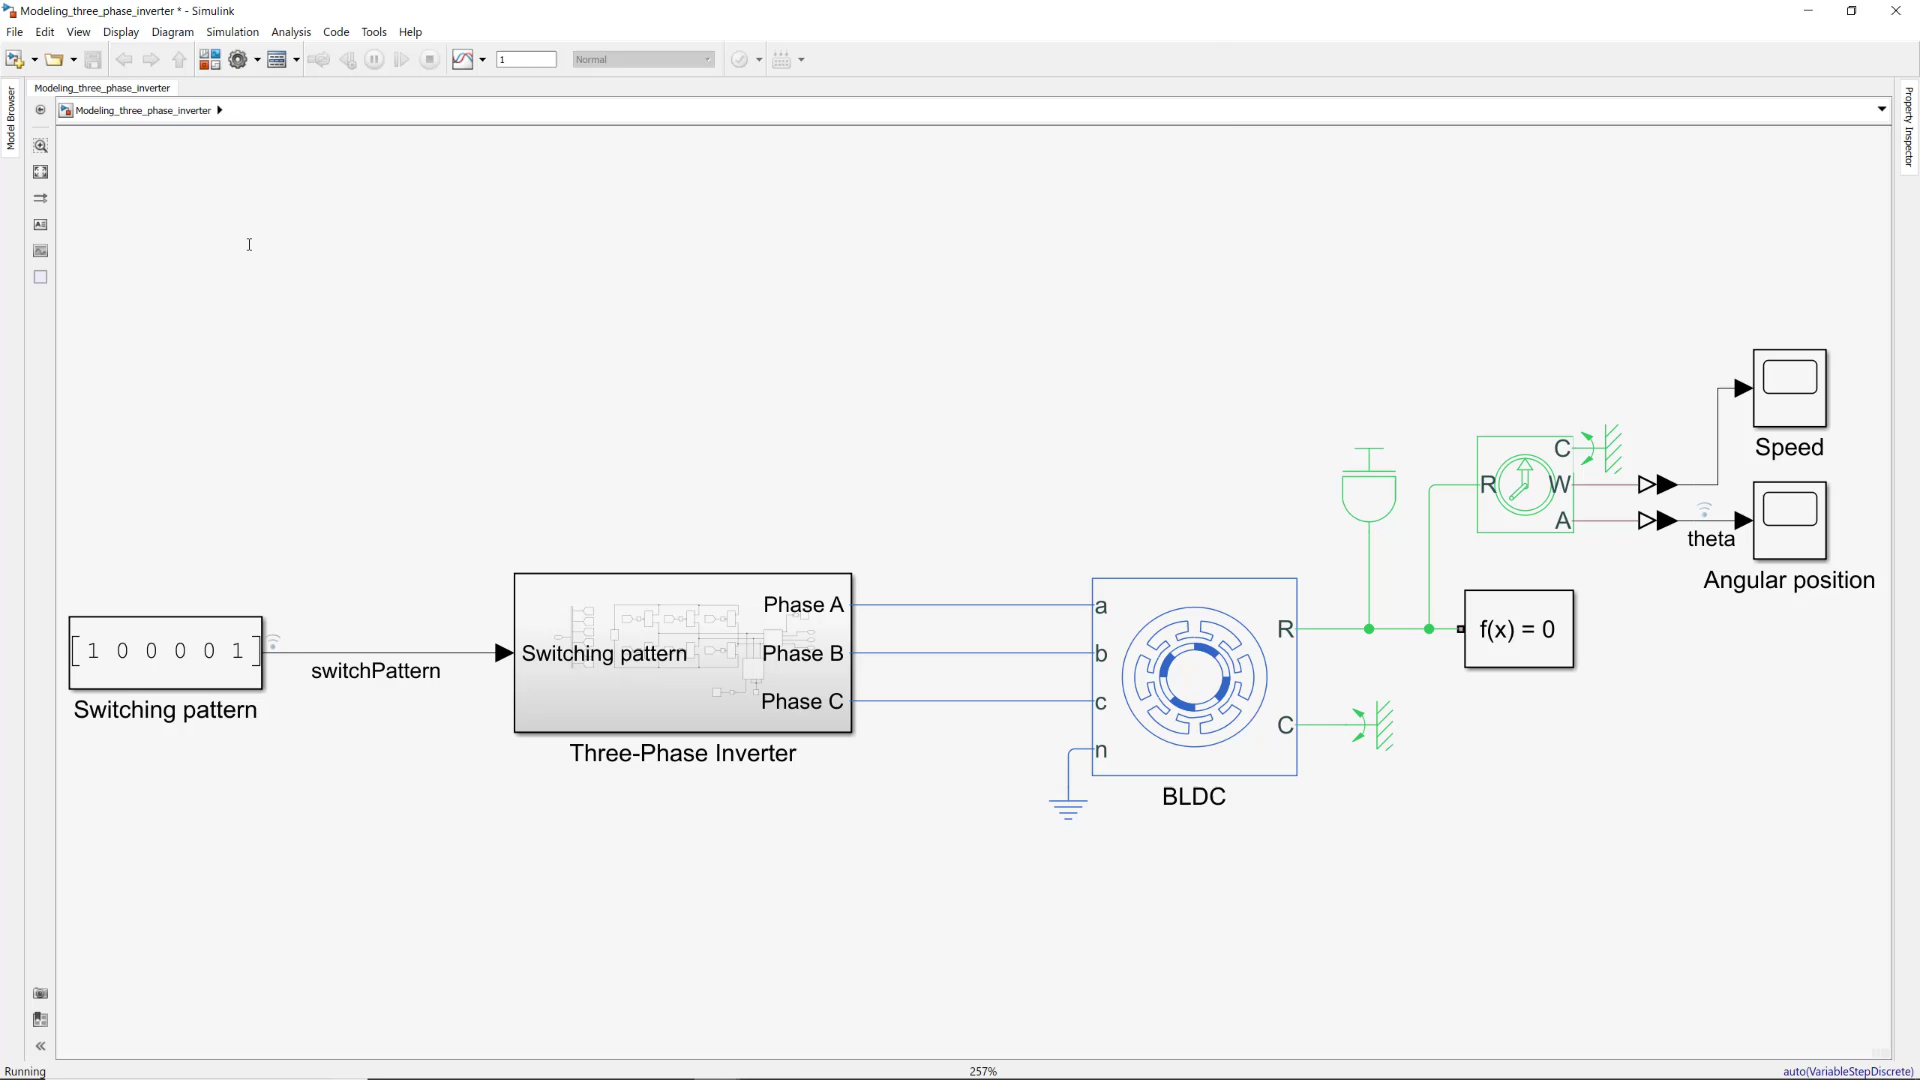 Modeling_three_phase_inverter * - Simulink
File Edit View Display Diagram Simulation Analysis Code Tools Help
1 Normal
Modeling_three_phase_inverter
Modeling_three_phase_inverter
Model Browser
Property Inspector
Speed
C
R W
A
theta
Angular position
[1 0 0 0 0 1]
switchPattern
Switching pattern
Phase A
Switching pattern Phase B
Phase C
Three-Phase Inverter
a
b
c
n
R
C
BLDC
f(x) = 0
Running
257%
auto(VariableStepDiscrete)